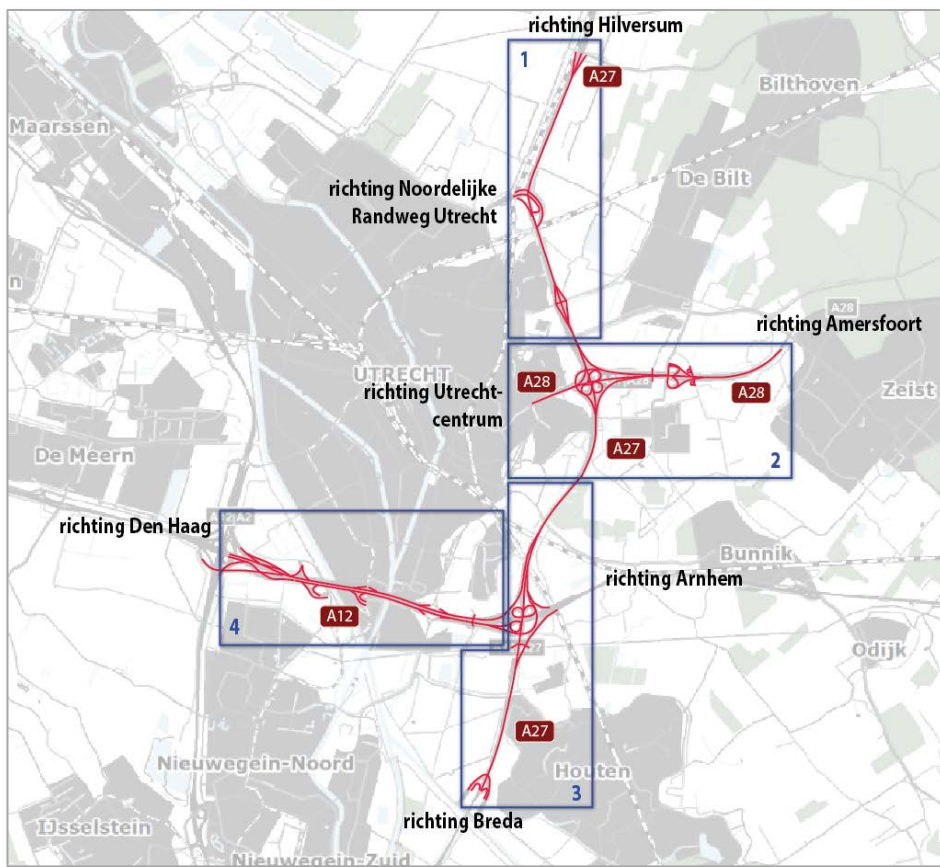 richting Hilversum
1
A27
Bilthoven
Maarssen
De Bilt
richting Noordelijke
Randweg Utrecht
A28
richting Amersfoort
UTRECHT
richting Utrecht-
centrum
A28
A28
Zeist
A27
2
De Meern
richting Den Haag
Bunnik
richting Arnhem
A12
4
Odijk
A27
Nieuwegein-Noord
Houten
3
richting Breda
IJsselstein
Nieuwegein-Zuid